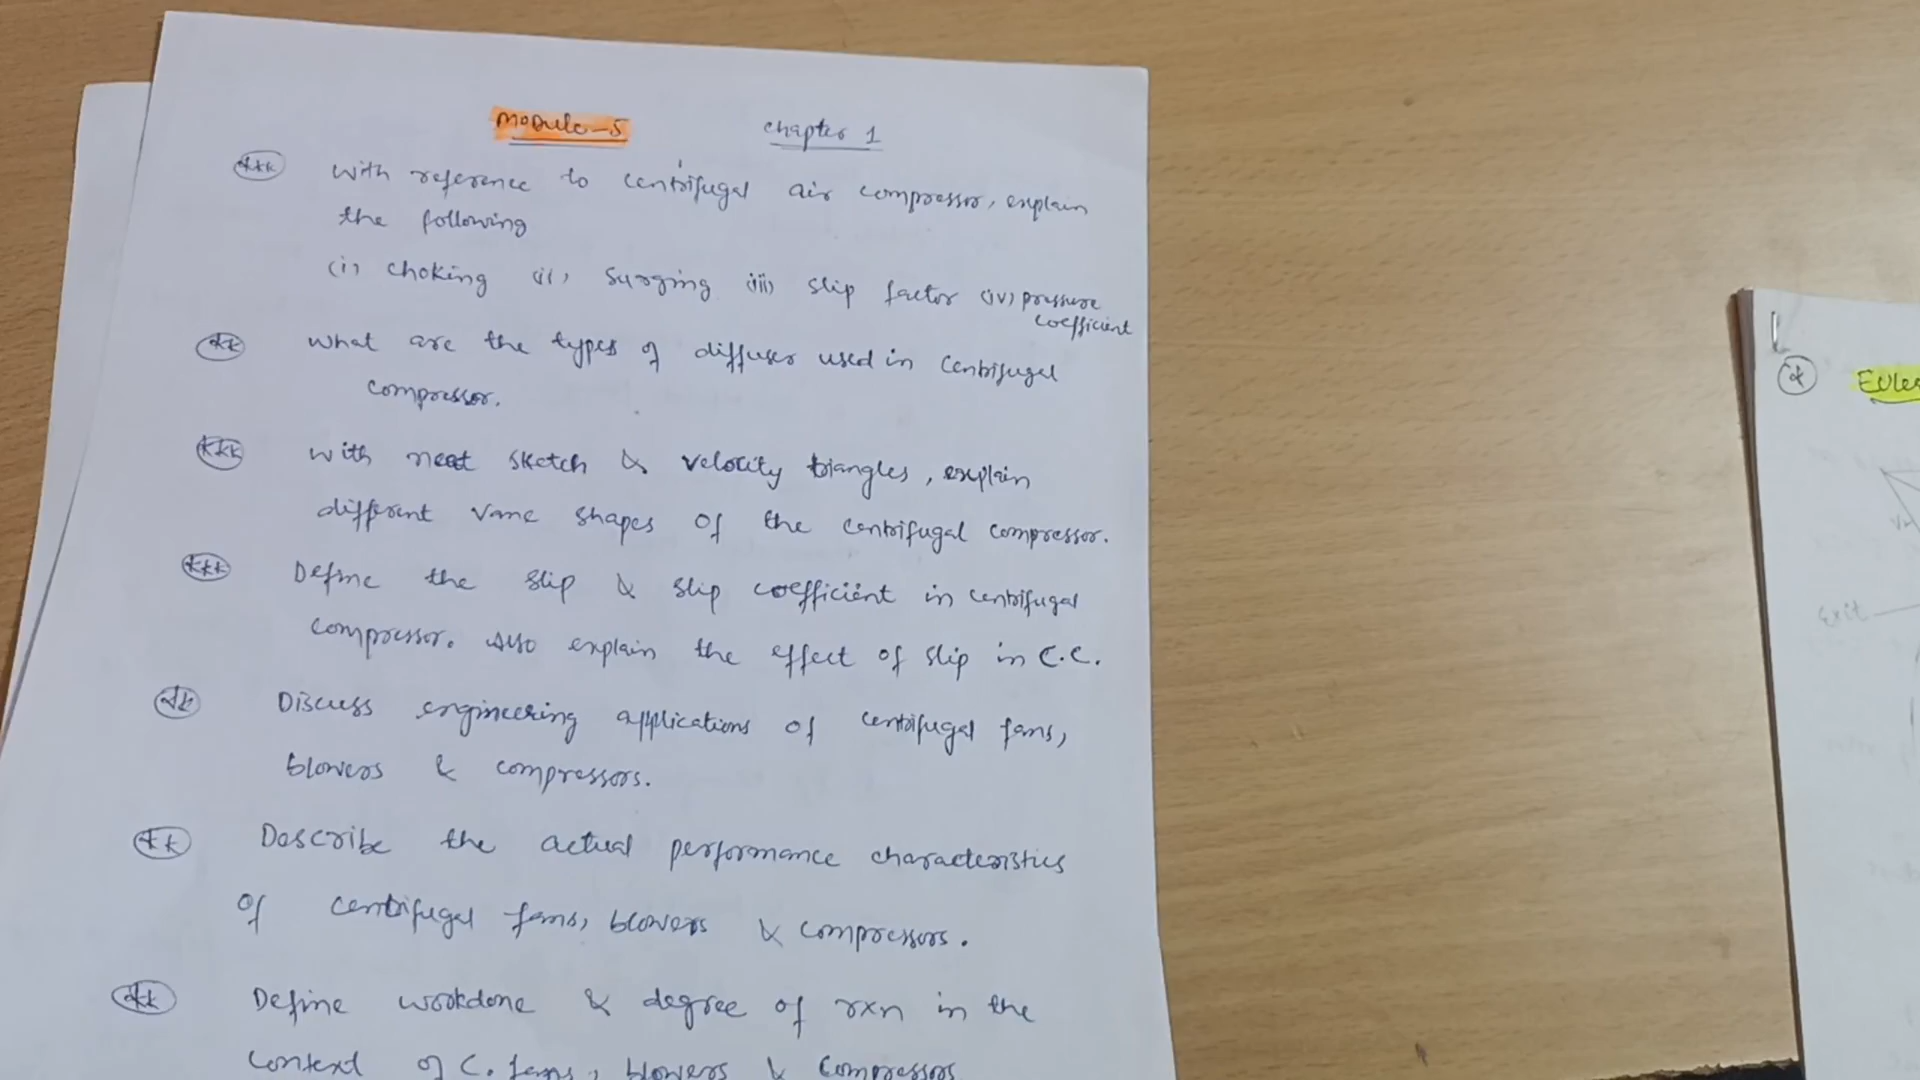 Module-5 chapter 1
*** with reference to centrifugal air compressor, explain
the following
(i) choking (ii) surging (iii) slip factor (iv) pressure
coefficient
** what are the types of diffuser used in centrifugal
compressor.
*** with neat sketch & velocity triangles, explain
different vane shapes of the centrifugal compressor.
*** Define the slip & slip coefficient in centrifugal
compressor. Also explain the effect of slip in C.C.
** Discuss engineering applications of centrifugal fans,
blowers & compressors.
** Describe the actual performance characteristics
of centrifugal fans, blowers & compressors.
** Define workdone & degree of rxn in the
context of C. fans, blowers & compressors
*
Exit